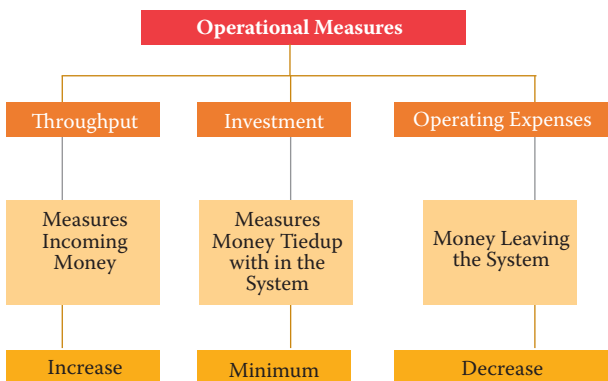 Operational Measures
Throughput
Investment
Operating Expenses
Measures
Incoming
Money
Measures
Money Tiedup
with in the
System
Money Leaving
the System
Increase
Minimum
Decrease